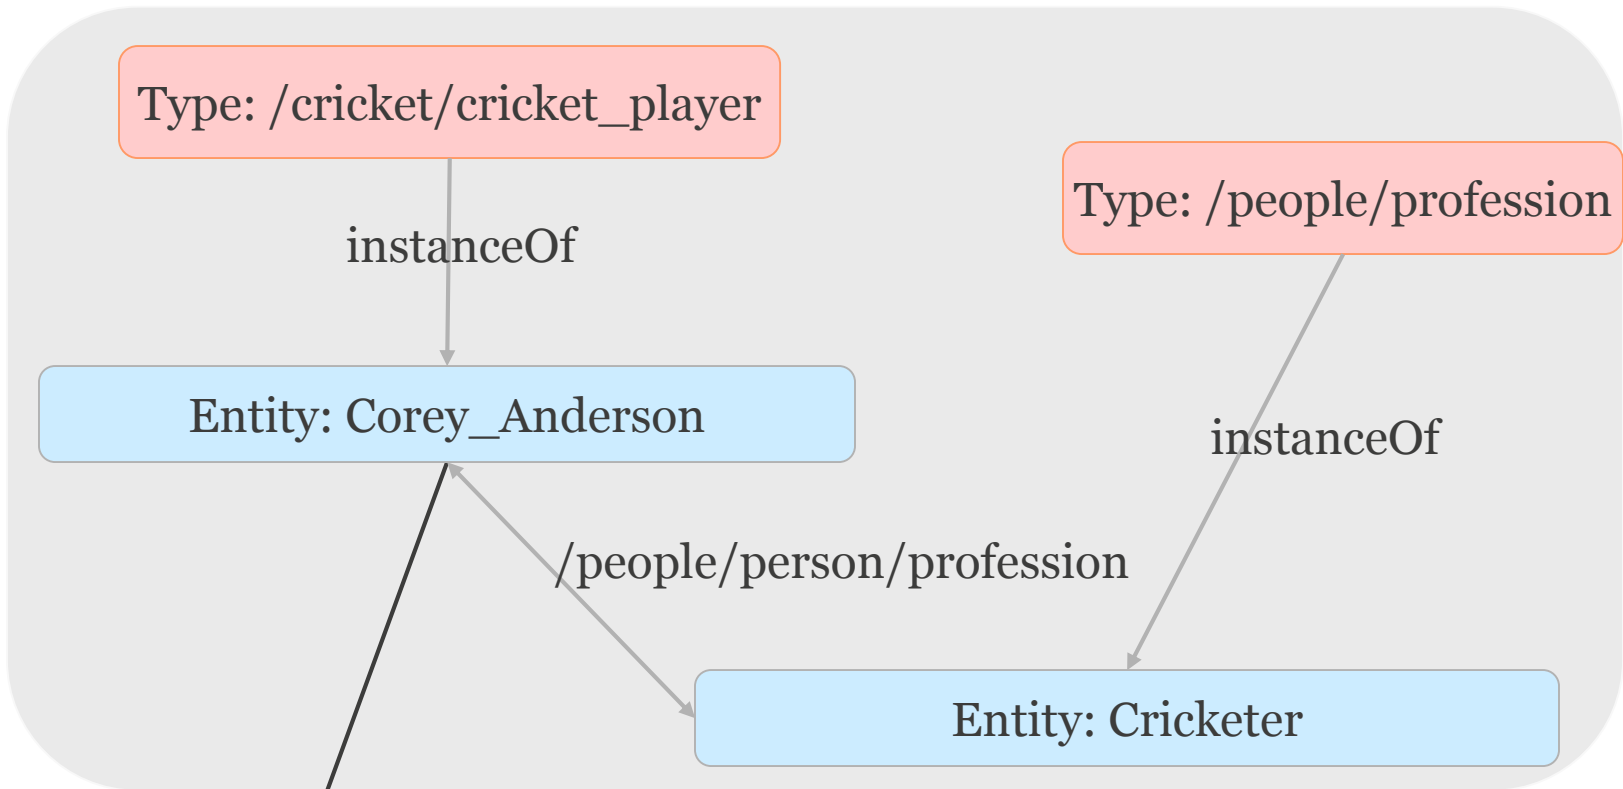 Type: /cricket/cricket_player
Type: /people/profession
instanceOf
Entity: Corey_Anderson
instanceOf
/people/person/profession
Entity: Cricketer